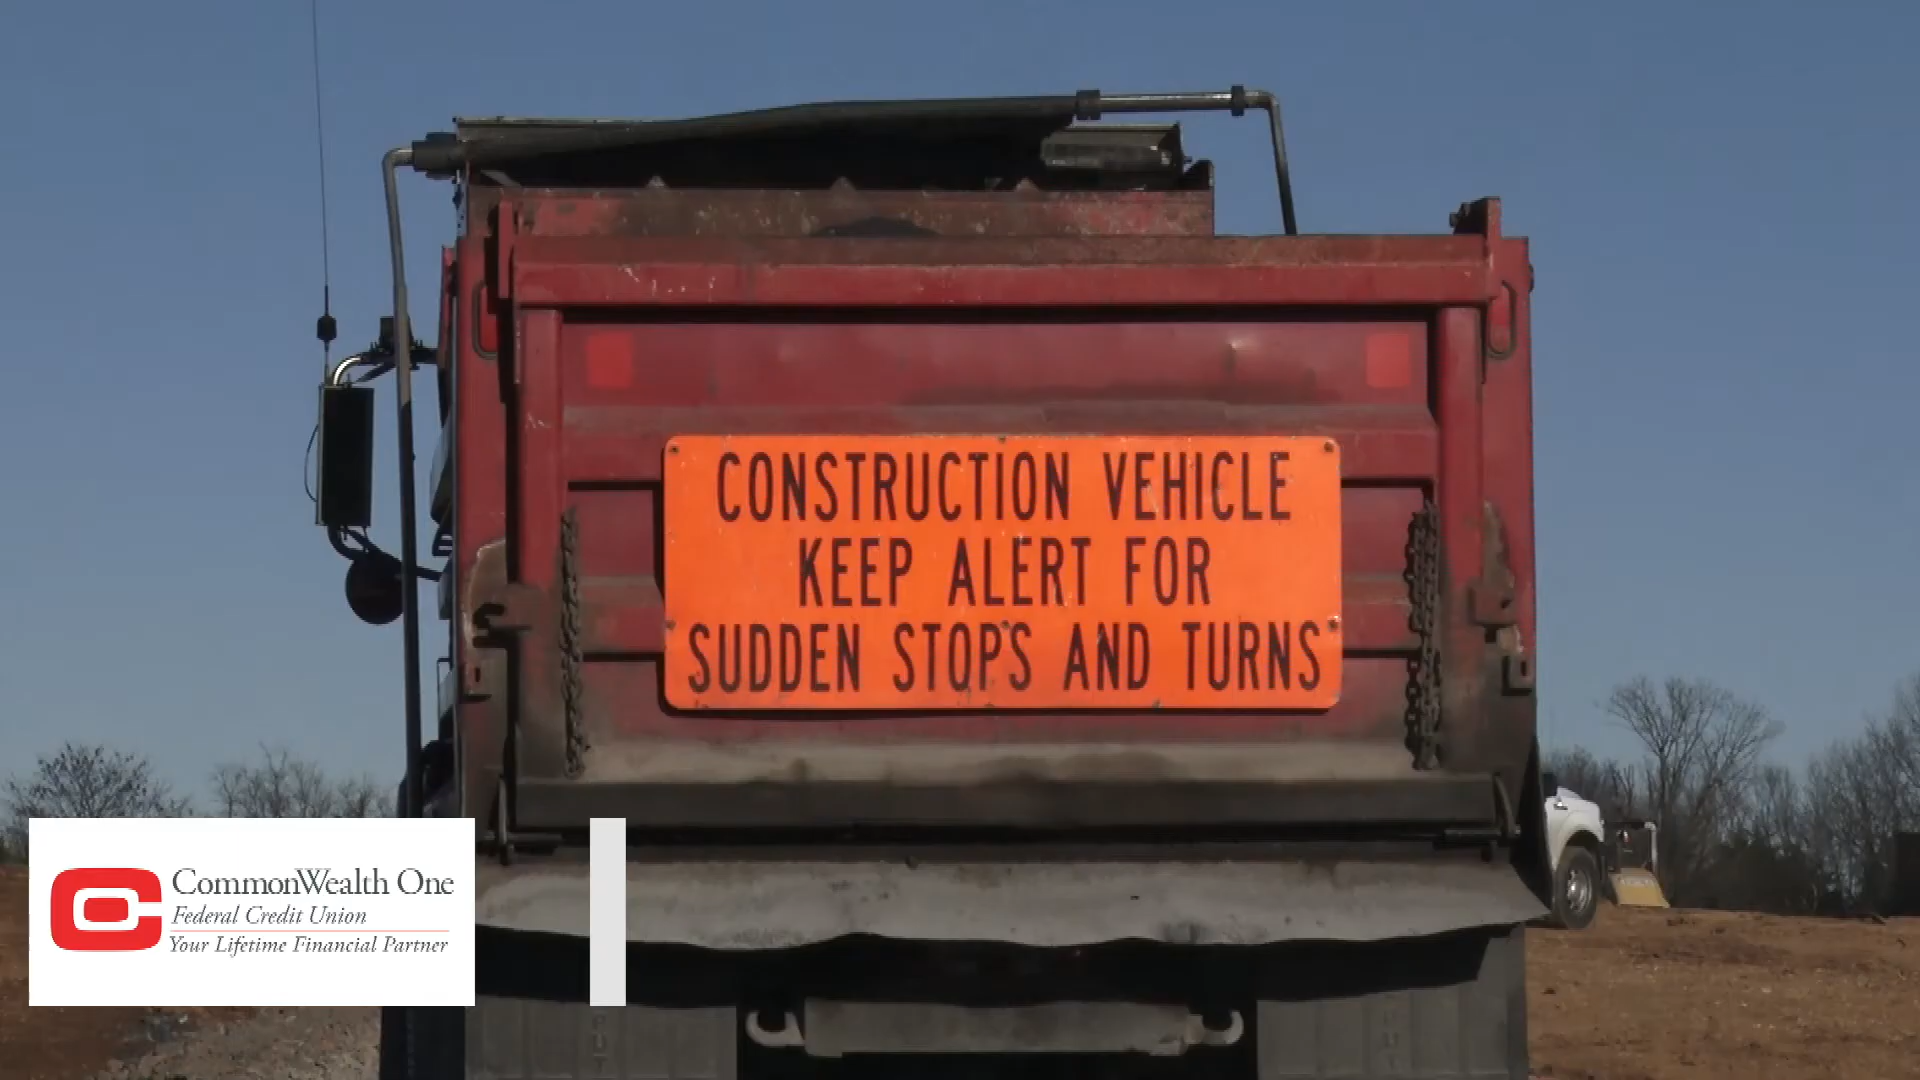 CONSTRUCTION VEHICLE
KEEP ALERT FOR
SUDDEN STOPS AND TURNS
CommonWealth One
Federal Credit Union
Your Lifetime Financial Partner